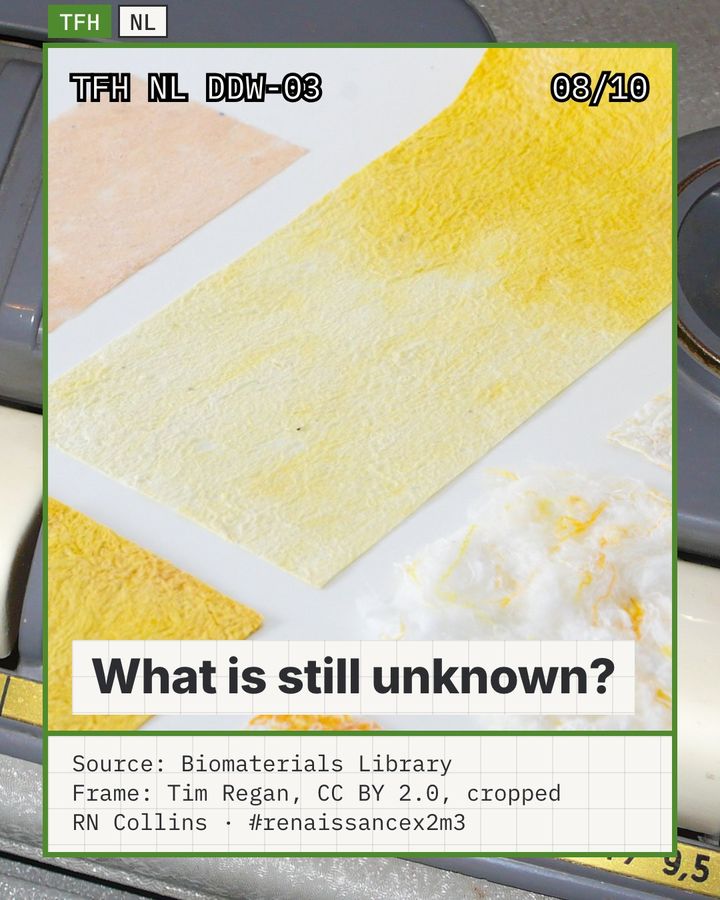 TFH NL
TFH NL DDW-03
08/10
What is still unknown?
Source: Biomaterials Library
Frame: Tim Regan, CC BY 2.0, cropped
RN Collins · #renaissancex2m3
9,5